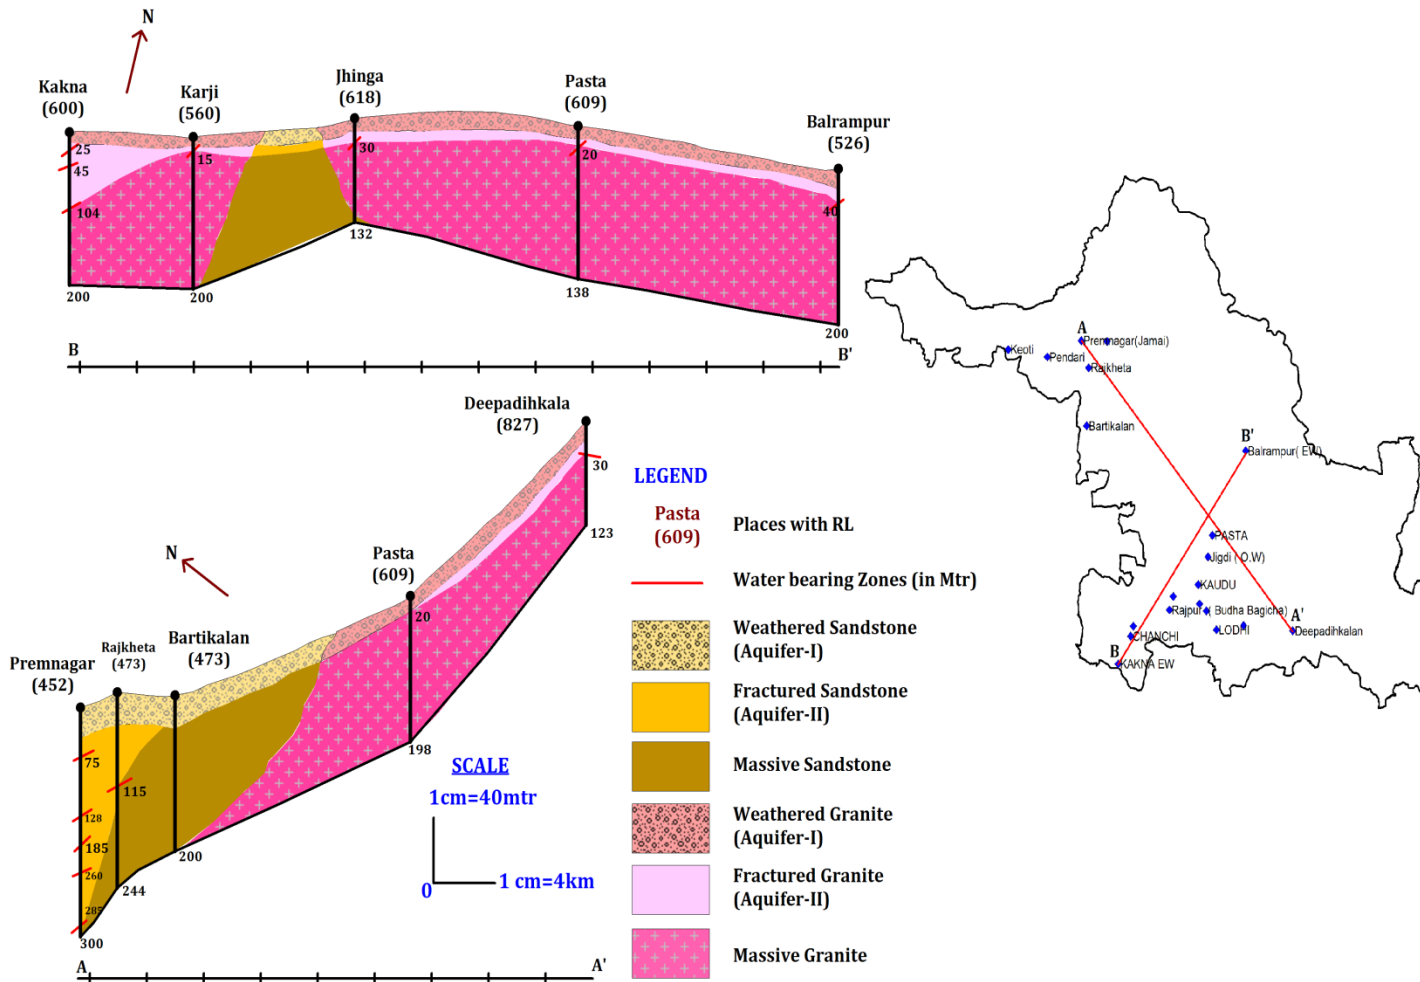 N
Kakna
(600)
Karji
(560)
Jhinga
(618)
Pasta
(609)
Balrampur
(526)
25
45
104
15
30
20
40
200
200
132
138
200
B
B'
Deepadihkala
(827)
N
Pasta
(609)
Premnagar
(452)
Rajkheta
(473)
Bartikalan
(473)
30
123
20
198
75
115
128
185
260
285
300
244
200
A
A'
SCALE
1cm=40mtr
0
1 cm=4km
LEGEND
Pasta
(609)
Places with RL
Water bearing Zones (in Mtr)
Weathered Sandstone
(Aquifer-I)
Fractured Sandstone
(Aquifer-II)
Massive Sandstone
Weathered Granite
(Aquifer-I)
Fractured Granite
(Aquifer-II)
Massive Granite
A
Premnagar(Jamai)
Keoti
Pendari
Rajkheta
Bartikalan
B'
Balrampur( EW)
PASTA
Jigdi ( O.W)
KAUDU
Rajpur
( Budha Bagicha)
A'
CHANCHI
LODHI
Deepadihkalan
B
KAKNA EW